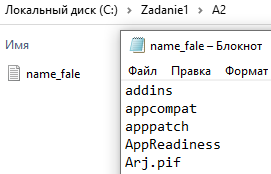 Локальный диск (C:) > Zadanie1 > A2
Имя
name_fale
name_fale – Блокнот
Файл Правка Формат
addins
appcompat
apppatch
AppReadiness
Arj.pif